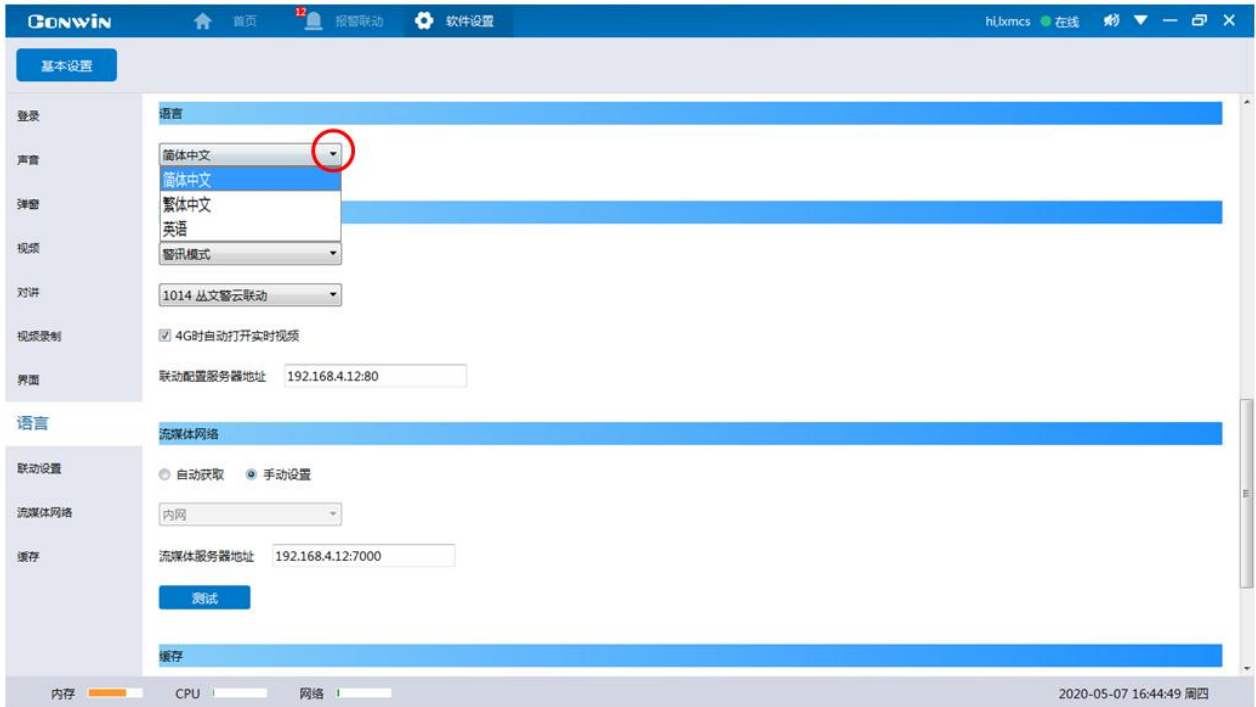 CONWIN 首页 12 报警联动 软件设置 hi,lxmcs 在线
基本设置
登录
声音
弹窗
视频
对讲
视频录制
界面
语言
联动设置
流媒体网络
缓存
语言
简体中文
简体中文
繁体中文
英语
警讯模式
1014 丛文警云联动
4G时自动打开实时视频
联动配置服务器地址 192.168.4.12:80
流媒体网络
自动获取 手动设置
内网
流媒体服务器地址 192.168.4.12:7000
测试
缓存
内存 CPU 网络 2020-05-07 16:44:49 周四